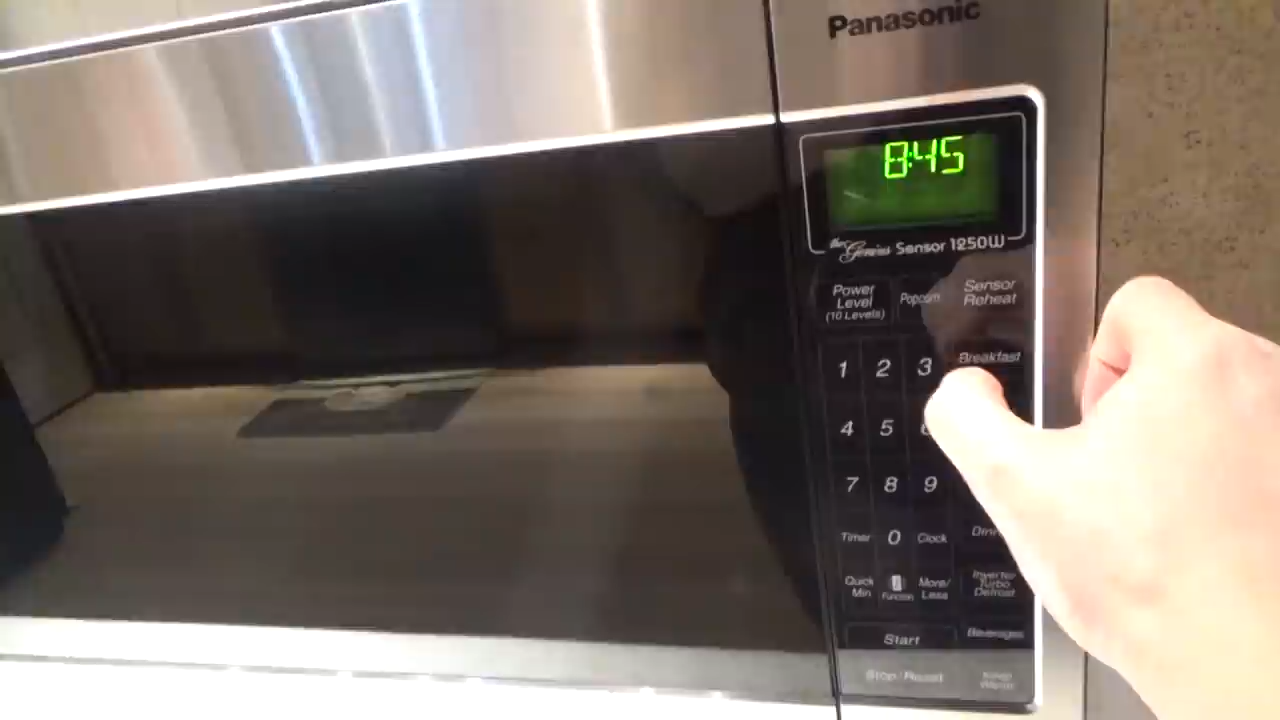 Panasonic
8:45
the Genius Sensor 1250W
Power Level (10 Levels)
Popcorn
Sensor Reheat
1 2 3
Breakfast
4 5
7 8 9
Timer 0 Clock
Quick Min
Function
More/Less
Inverter Turbo Defrost
Start
Beverages
Stop/Reset
Keep Warm